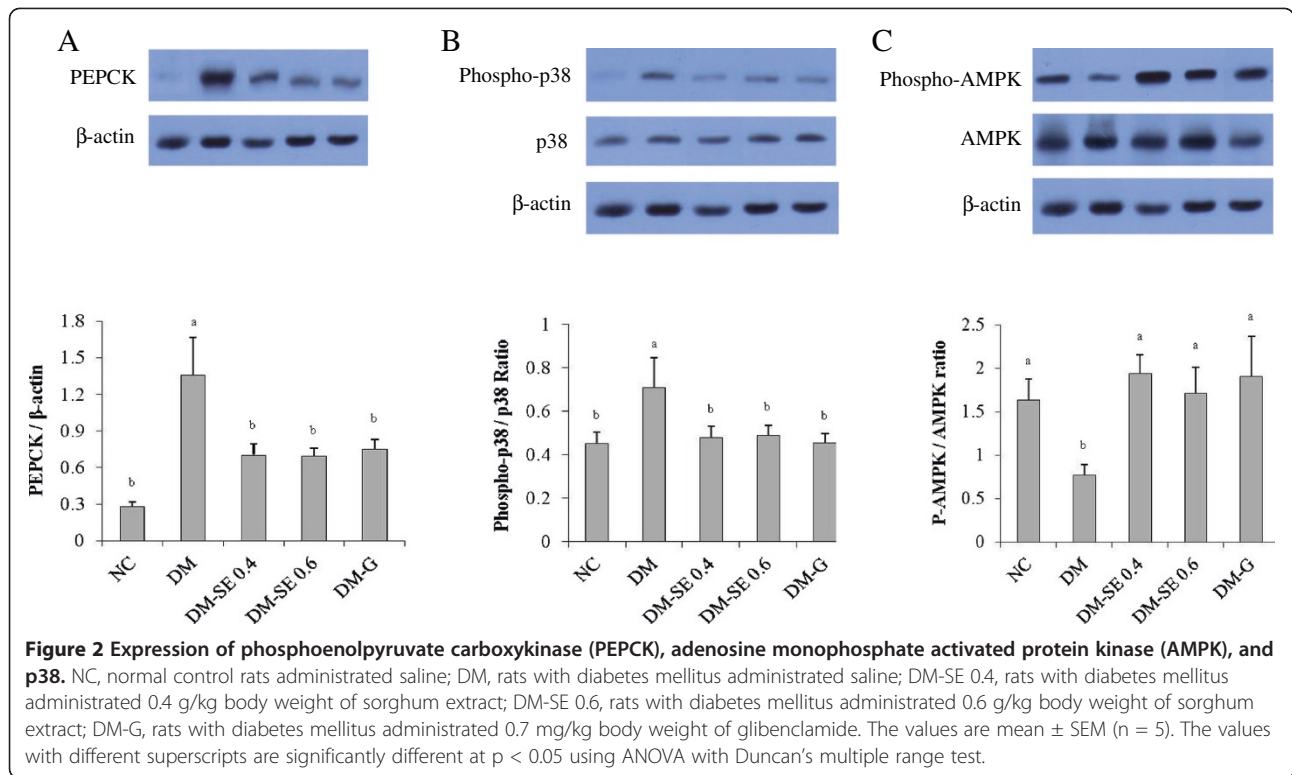 A
B
C
PEPCK
β-actin
Phospho-p38
p38
β-actin
Phospho-AMPK
AMPK
β-actin
PEPCK / β-actin
1.8
1.5
1.2
0.9
0.6
0.3
0
a
b
b
b
b
NC
DM
DM-SE 0.4
DM-SE 0.6
DM-G
Phospho-p38 / p38 Ratio
1
0.8
0.6
0.4
0.2
0
b
a
b
b
b
NC
DM
DM-SE 0.4
DM-SE 0.6
DM-G
P-AMPK / AMPK ratio
2.5
2
1.5
1
0.5
0
a
b
a
a
a
NC
DM
DM-SE 0.4
DM-SE 0.6
DM-G
Figure 2 Expression of phosphoenolpyruvate carboxykinase (PEPCK), adenosine monophosphate activated protein kinase (AMPK), and
p38. NC, normal control rats administrated saline; DM, rats with diabetes mellitus administrated saline; DM-SE 0.4, rats with diabetes mellitus
administrated 0.4 g/kg body weight of sorghum extract; DM-SE 0.6, rats with diabetes mellitus administrated 0.6 g/kg body weight of sorghum
extract; DM-G, rats with diabetes mellitus administrated 0.7 mg/kg body weight of glibenclamide. The values are mean ± SEM (n = 5). The values
with different superscripts are significantly different at p < 0.05 using ANOVA with Duncan's multiple range test.